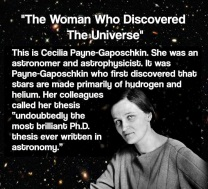 "The Woman Who Discovered
The Universe"
This is Cecilia Payne-Gaposchkin. She was an
astronomer and astrophysicist. It was
Payne-Gaposchkin who first discovered that
stars are made primarily of hydrogen and
helium. Her colleagues
called her thesis
"undoubtedly the
most brilliant Ph.D.
thesis ever written in
astronomy."